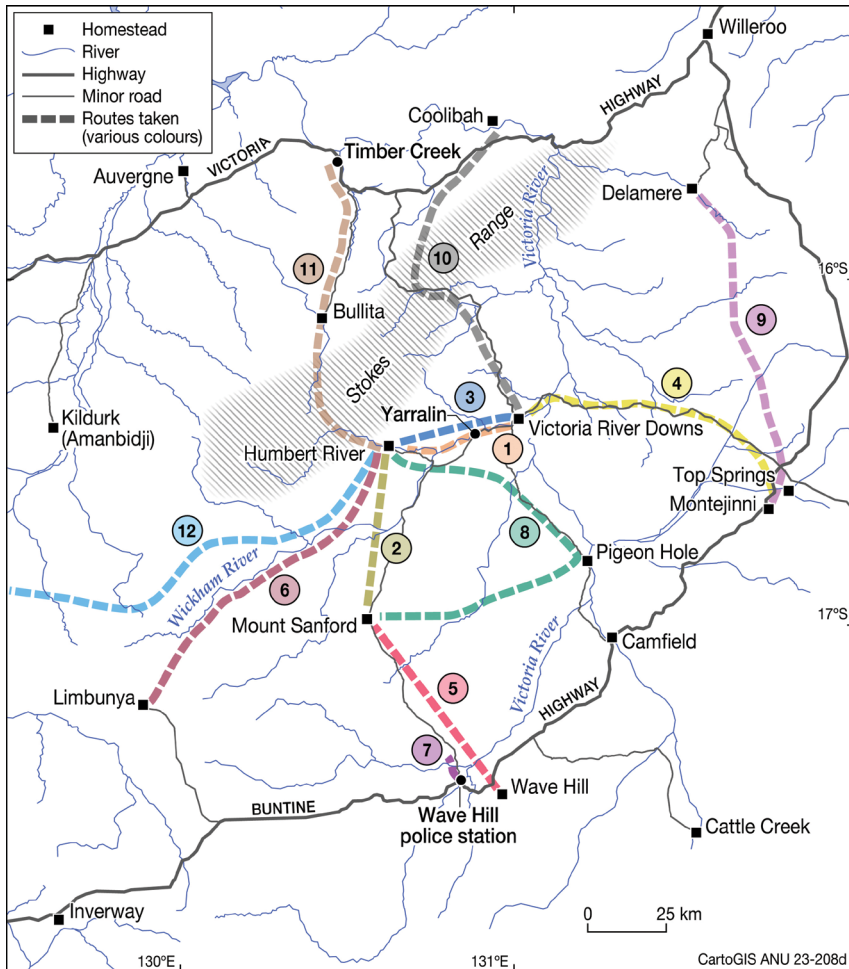 Homestead
River
Highway
Minor road
Routes taken
(various colours)
Willeroo
Coolibah
HIGHWAY
VICTORIA
Timber Creek
Auvergne
Delamere
Victoria River
Range
10
11
16°S
Bullita
9
Stokes
3
4
Kildurk
(Amanbidji)
Yarralin
Victoria River Downs
Humbert River
1
Top Springs
Montejinni
12
2
8
Pigeon Hole
Wickham River
6
Mount Sanford
17°S
Camfield
Victoria River
Limbunya
5
HIGHWAY
7
Wave Hill
BUNTINE
Wave Hill
police station
Cattle Creek
Inverway
0 25 km
130°E
131°E
CartoGIS ANU 23-208d